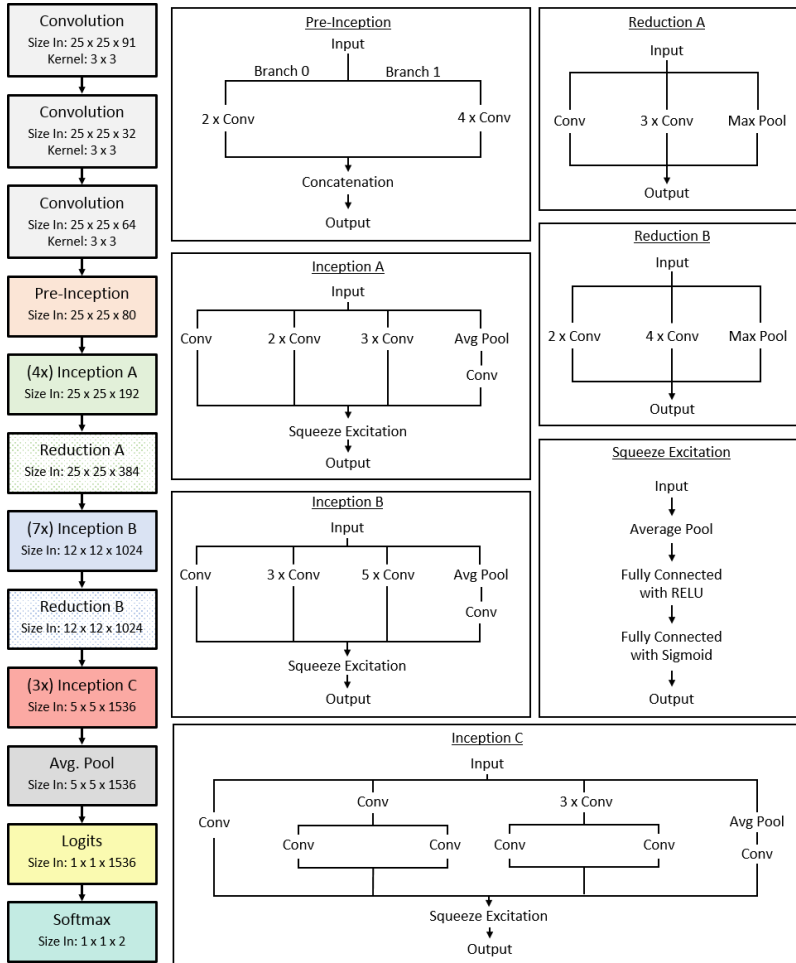 Convolution
Size In: 25 x 25 x 91
Kernel: 3 x 3
Convolution
Size In: 25 x 25 x 32
Kernel: 3 x 3
Convolution
Size In: 25 x 25 x 64
Kernel: 3 x 3
Pre-Inception
Size In: 25 x 25 x 80
(4x) Inception A
Size In: 25 x 25 x 192
Reduction A
Size In: 25 x 25 x 384
(7x) Inception B
Size In: 12 x 12 x 1024
Reduction B
Size In: 12 x 12 x 1024
(3x) Inception C
Size In: 5 x 5 x 1536
Avg. Pool
Size In: 5 x 5 x 1536
Logits
Size In: 1 x 1 x 1536
Softmax
Size In: 1 x 1 x 2
Pre-Inception
Input
Branch 0 Branch 1
2 x Conv 4 x Conv
Concatenation
Output
Inception A
Input
Conv 2 x Conv 3 x Conv Avg Pool
Conv
Squeeze Excitation
Output
Inception B
Input
Conv 3 x Conv 5 x Conv Avg Pool
Conv
Squeeze Excitation
Output
Reduction A
Input
Conv 3 x Conv Max Pool
Output
Reduction B
Input
2 x Conv 4 x Conv Max Pool
Output
Squeeze Excitation
Input
Average Pool
Fully Connected
with RELU
Fully Connected
with Sigmoid
Output
Inception C
Input
Conv 3 x Conv
Conv Avg Pool
Conv Conv Conv Conv Conv
Squeeze Excitation
Output